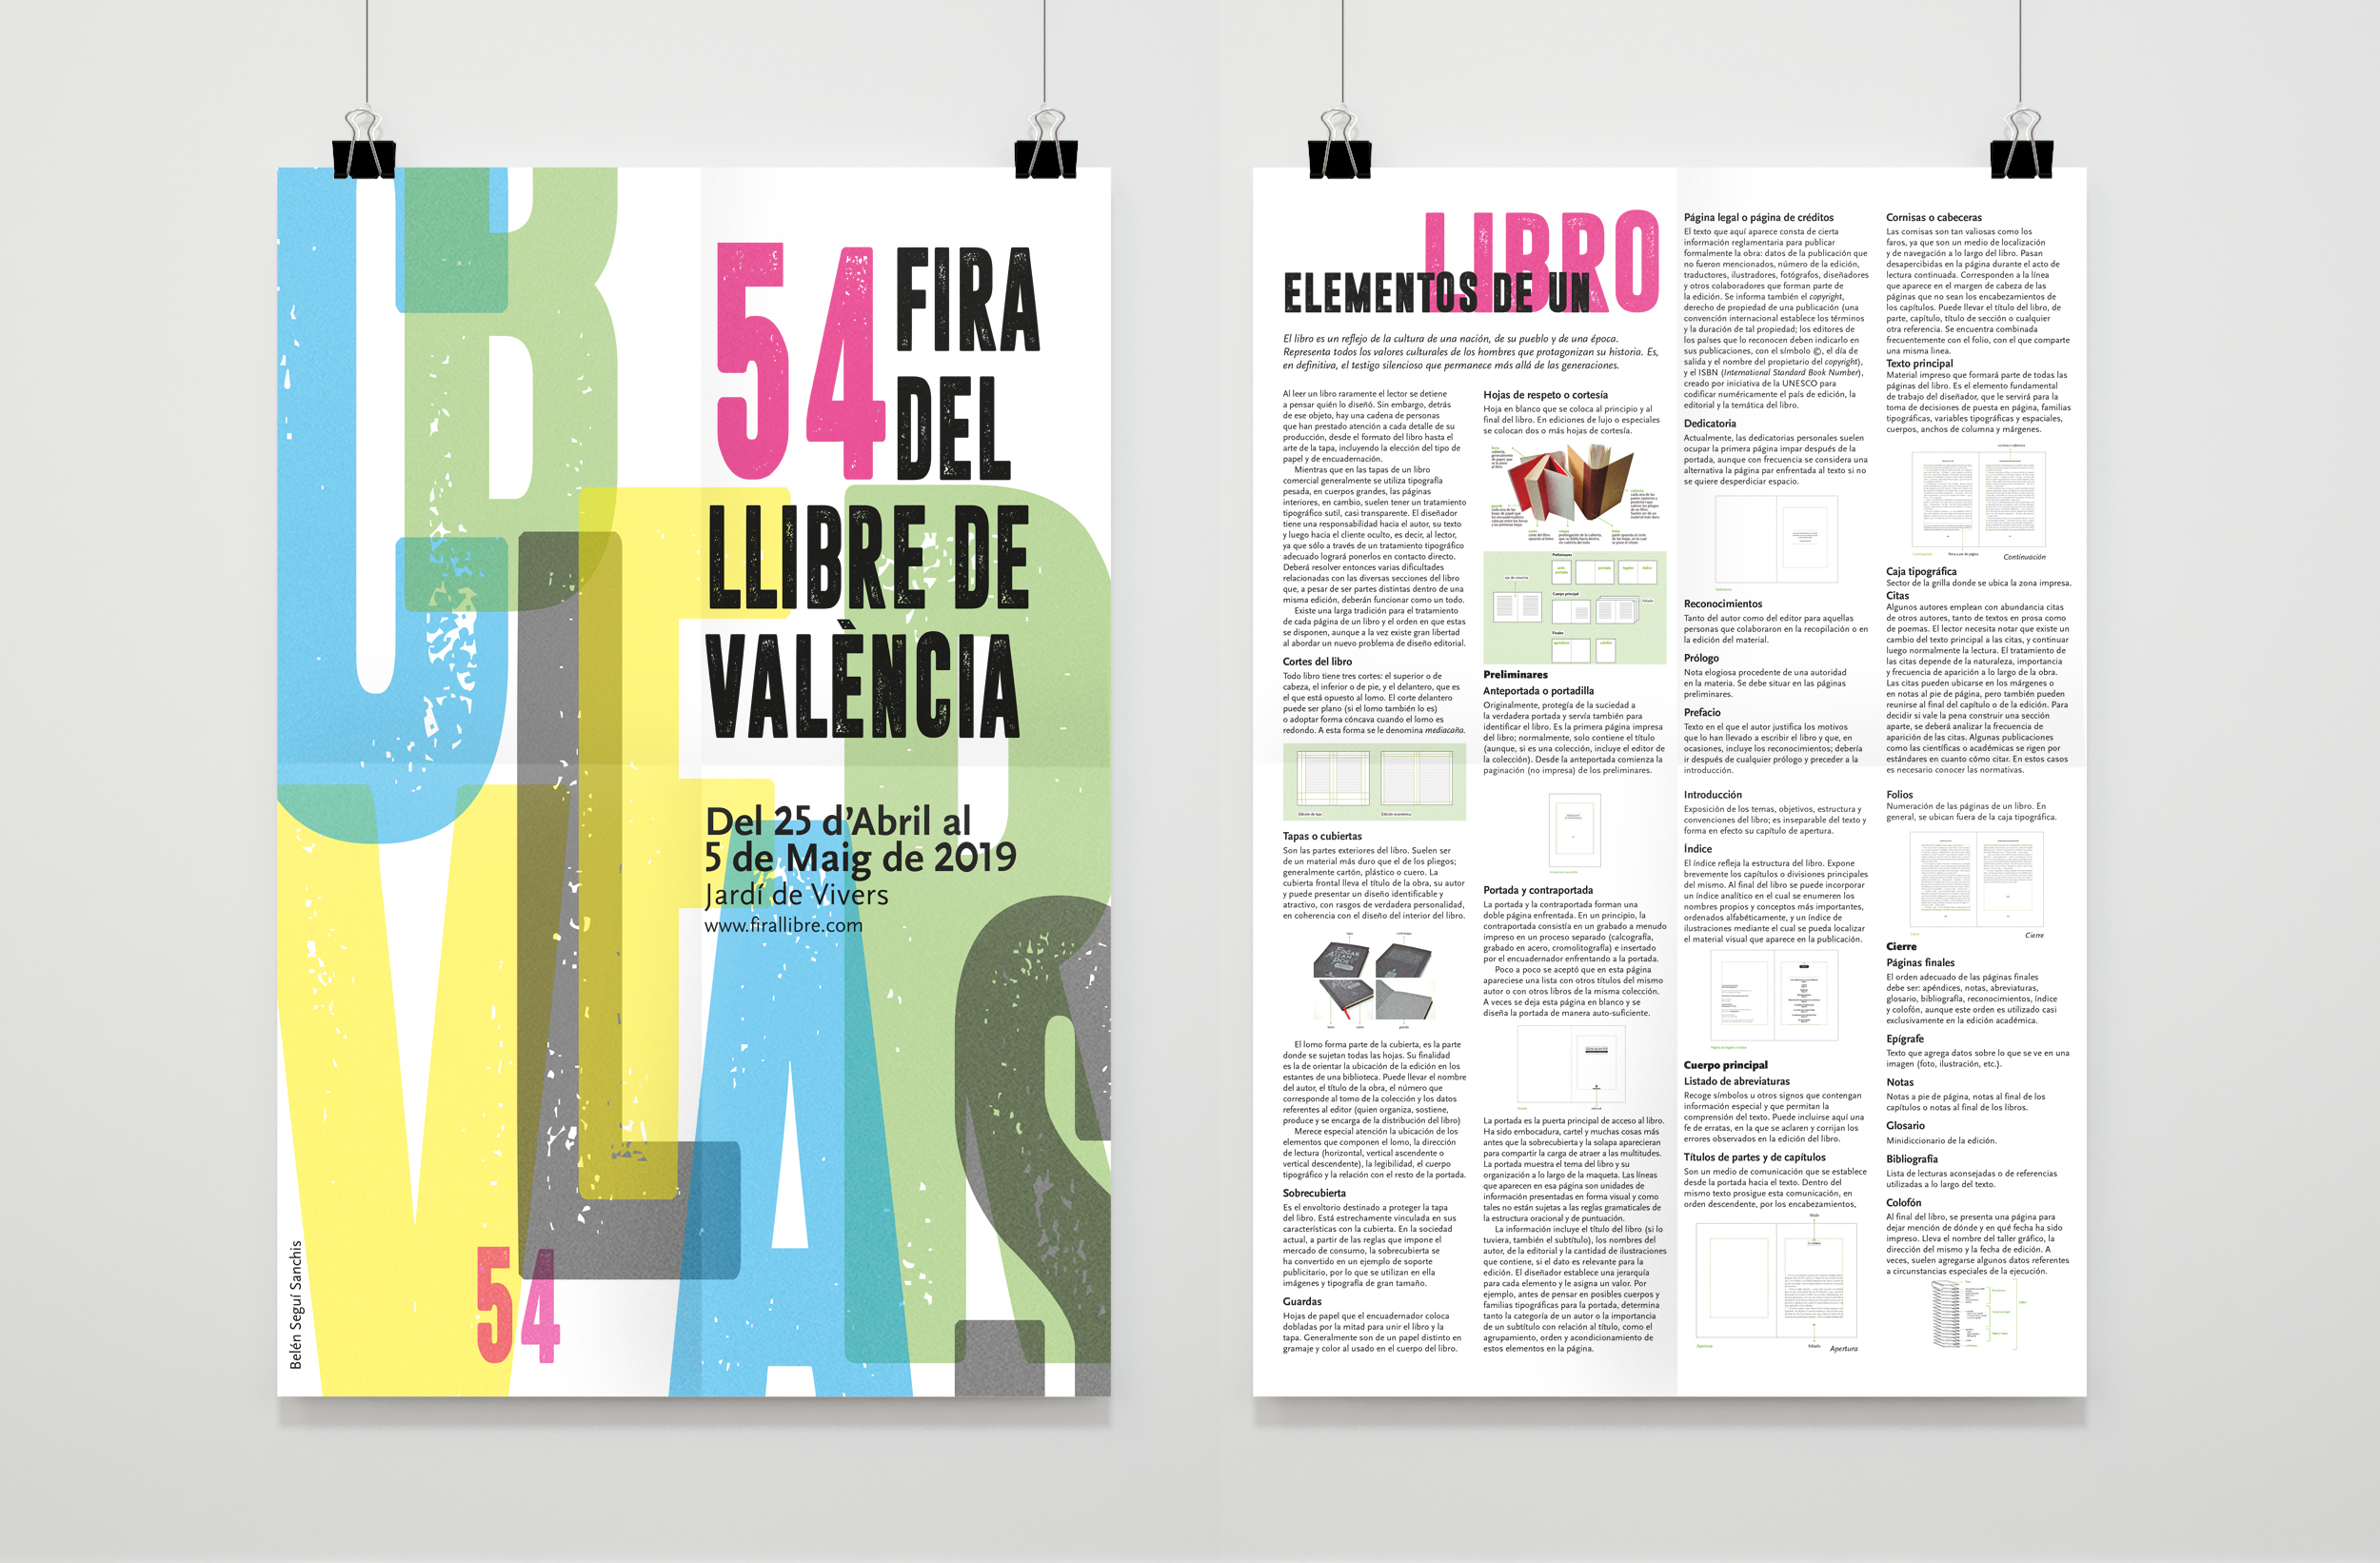 54 FIRA
DEL
LLIBRE DE
VALÈNCIA
Del 25 d'Abril al
5 de Maig de 2019
Jardí de Vivers
www.firallibre.com
54
Belén Seguí Sanchis
LIBRO
ELEMENTOS DE UN
El libro es un reflejo de la cultura de una nación, de su pueblo y de una época.
Representa todos los valores culturales de los hombres que protagonizan su historia. Es,
en definitiva, el testigo silencioso que permanece más allá de las generaciones.
Al leer un libro raramente el lector se detiene
a pensar quién lo diseñó. Sin embargo, detrás
de ese objeto, hay una cadena de personas
que han prestado atención a cada detalle de su
producción, desde el formato del libro hasta el
arte de la tapa, incluyendo la elección del tipo de
papel y de encuadernación.
Mientras que en las tapas de un libro
comercial generalmente se utiliza tipografía
pesada, en cuerpos grandes, las páginas
interiores, en cambio, suelen tener un tratamiento
tipográfico sutil, casi transparente. El diseñador
tiene una responsabilidad hacia el autor, su texto
y luego hacia el cliente oculto, es decir, al lector,
ya que sólo a través de un tratamiento tipográfico
adecuado logrará ponerlos en contacto directo.
Deberá resolver entonces varias dificultades
relacionadas con las diversas secciones del libro
que, a pesar de ser partes distintas dentro de una
misma edición, deberán funcionar como un todo.
Existe una larga tradición para el tratamiento
de cada página de un libro y el orden en que estas
se disponen, aunque a la vez existe gran libertad
al abordar un nuevo problema de diseño editorial.
Cortes del libro
Todo libro tiene tres cortes: el superior o de
cabeza, el inferior o de pie, y el delantero, que es
el que está opuesto al lomo. El corte delantero
puede ser plano (si el lomo también lo es)
o adoptar forma cóncava cuando el lomo es
redondo. A esta forma se le denomina mediacaña.
Edición de lujo
Edición económica
Tapas o cubiertas
Son las partes exteriores del libro. Suelen ser
de un material más duro que el de los pliegos;
generalmente cartón, plástico o cuero. La
cubierta frontal lleva el título de la obra, su autor
y puede presentar un diseño identificable y
atractivo, con rasgos de verdadera personalidad,
en coherencia con el diseño del interior del libro.
El lomo forma parte de la cubierta, es la parte
donde se sujetan todas las hojas. Su finalidad
es la de orientar la ubicación de la edición en los
estantes de una biblioteca. Puede llevar el nombre
del autor, el título de la obra, el número que
corresponde al tomo de la colección y los datos
referentes al editor (quien organiza, sostiene,
produce y se encarga de la distribución del libro)
Merece especial atención la ubicación de los
elementos que componen el lomo, la dirección
de lectura (horizontal, vertical ascendente o
vertical descendente), la legibilidad, el cuerpo
tipográfico y la relación con el resto de la portada.
Sobrecubierta
Es el envoltorio destinado a proteger la tapa
del libro. Está estrechamente vinculada en sus
características con la cubierta. En la sociedad
actual, a partir de las reglas que impone el
mercado de consumo, la sobrecubierta se
ha convertido en un ejemplo de soporte
publicitario, por lo que se utilizan en ella
imágenes y tipografía de gran tamaño.
Guardas
Hojas de papel que el encuadernador coloca
dobladas por la mitad para unir el libro y la
tapa. Generalmente son de un papel distinto en
gramaje y color al usado en el cuerpo del libro.
Hojas de respeto o cortesía
Hoja en blanco que se coloca al principio y al
final del libro. En ediciones de lujo o especiales
se colocan dos o más hojas de cortesía.
Preliminares
Cuerpo principal
Finales
Preliminares
Anteportada o portadilla
Originalmente, protegía de la suciedad a
la verdadera portada y servía también para
identificar el libro. Es la primera página impresa
del libro; normalmente, solo contiene el título
(aunque, si es una colección, incluye el editor de
la colección). Desde la anteportada comienza la
paginación (no impresa) de los preliminares.
Portada y contraportada
La portada y la contraportada forman una
doble página enfrentada. En un principio, la
contraportada consistía en un grabado a menudo
impreso en un proceso separado (calcografía,
grabado en acero, cromolitografía) e insertado
por el encuadernador enfrentando a la portada.
Poco a poco se aceptó que en esta página
apareciese una lista con otros títulos del mismo
autor o con otros libros de la misma colección.
A veces se deja esta página en blanco y se
diseña la portada de manera auto-suficiente.
La portada es la puerta principal de acceso al libro.
Ha sido embocadura, cartel y muchas cosas más
antes que la sobrecubierta y la solapa aparecieran
para compartir la carga de atraer a las multitudes.
La portada muestra el tema del libro y su
organización a lo largo de la maqueta. Las líneas
que aparecen en esa página son unidades de
información presentadas en forma visual y como
tales no están sujetas a las reglas gramaticales de
la estructura oracional y de puntuación.
La información incluye el título del libro (si lo
tuviera, también el subtítulo), los nombres del
autor, de la editorial y la cantidad de ilustraciones
que contiene, si el dato es relevante para la
edición. El diseñador establece una jerarquía
para cada elemento y le asigna un valor. Por
ejemplo, antes de pensar en posibles cuerpos y
familias tipográficas para la portada, determina
tanto la categoría de un autor o la importancia
de un subtítulo con relación al título, como el
agrupamiento, orden y acondicionamiento de
estos elementos en la página.
Página legal o página de créditos
El texto que aquí aparece consta de cierta
información reglamentaria para publicar
formalmente la obra: datos de la publicación que
no fueron mencionados, número de la edición,
traductores, ilustradores, fotógrafos, diseñadores
y otros colaboradores que forman parte de
la edición. Se informa también el copyright,
derecho de propiedad de una publicación (una
convención internacional establece los términos
y la duración de tal propiedad; los editores de
los países que lo reconocen deben indicarlo en
sus publicaciones, con el símbolo ©, el día de
salida y el nombre del propietario del copyright),
y el ISBN (International Standard Book Number),
creado por iniciativa de la UNESCO para
codificar numéricamente el país de edición, la
editorial y la temática del libro.
Dedicatoria
Actualmente, las dedicatorias personales suelen
ocupar la primera página impar después de la
portada, aunque con frecuencia se considera una
alternativa la página par enfrentada al texto si no
se quiere desperdiciar espacio.
Reconocimientos
Tanto del autor como del editor para aquellas
personas que colaboraron en la recopilación o en
la edición del material.
Prólogo
Nota elogiosa procedente de una autoridad
en la materia. Se debe situar en las páginas
preliminares.
Prefacio
Texto en el que el autor justifica los motivos
que lo han llevado a escribir el libro y que, en
ocasiones, incluye los reconocimientos; debería
ir después de cualquier prólogo y preceder a la
introducción.
Introducción
Exposición de los temas, objetivos, estructura y
convenciones del libro; es inseparable del texto y
forma en efecto su capítulo de apertura.
Índice
El índice refleja la estructura del libro. Expone
brevemente los capítulos o divisiones principales
del mismo. Al final del libro se puede incorporar
un índice analítico en el cual se enumeren los
nombres propios y conceptos más importantes,
ordenados alfabéticamente, y un índice de
ilustraciones mediante el cual se pueda localizar
el material visual que aparece en la publicación.
Cuerpo principal
Listado de abreviaturas
Recoge símbolos u otros signos que contengan
información especial y que permitan la
comprensión del texto. Puede incluirse aquí una
fe de erratas, en la que se aclaren y corrijan los
errores observados en la edición del libro.
Títulos de partes y de capítulos
Son un medio de comunicación que se establece
desde la portada hacia el texto. Dentro del
mismo texto prosigue esta comunicación, en
orden descendente, por los encabezamientos,
Apertura
Cornisas o cabeceras
Las cornisas son tan valiosas como los
faros, ya que son un medio de localización
y de navegación a lo largo del libro. Pasan
desapercibidas en la página durante el acto de
lectura continuada. Corresponden a la línea
que aparece en el margen de cabeza de las
páginas que no sean los encabezamientos de
los capítulos. Puede llevar el título del libro, de
parte, capítulo, título de sección o cualquier
otra referencia. Se encuentra combinada
frecuentemente con el folio, con el que comparte
una misma línea.
Texto principal
Material impreso que formará parte de todas las
páginas del libro. Es el elemento fundamental
de trabajo del diseñador, que le servirá para la
toma de decisiones de puesta en página, familias
tipográficas, variables tipográficas y espaciales,
cuerpos, anchos de columna y márgenes.
Continuación
Caja tipográfica
Sector de la grilla donde se ubica la zona impresa.
Citas
Algunos autores emplean con abundancia citas
de otros autores, tanto de textos en prosa como
de poemas. El lector necesita notar que existe un
cambio del texto principal a las citas, y continuar
luego normalmente la lectura. El tratamiento de
las citas depende de la naturaleza, importancia
y frecuencia de aparición a lo largo de la obra.
Las citas pueden ubicarse en los márgenes o
en notas al pie de página, pero también pueden
reunirse al final del capítulo o de la edición. Para
decidir si vale la pena construir una sección
aparte, se deberá analizar la frecuencia de
aparición de las citas. Algunas publicaciones
como las científicas o académicas se rigen por
estándares en cuanto cómo citar. En estos casos
es necesario conocer las normativas.
Folios
Numeración de las páginas de un libro. En
general, se ubican fuera de la caja tipográfica.
Cierre
Cierre
Páginas finales
El orden adecuado de las páginas finales
debe ser: apéndices, notas, abreviaturas,
glosario, bibliografía, reconocimientos, índice
y colofón, aunque este orden es utilizado casi
exclusivamente en la edición académica.
Epígrafe
Texto que agrega datos sobre lo que se ve en una
imagen (foto, ilustración, etc.).
Notas
Notas a pie de página, notas al final de los
capítulos o notas al final de los libros.
Glosario
Minidiccionario de la edición.
Bibliografía
Lista de lecturas aconsejadas o de referencias
utilizadas a lo largo del texto.
Colofón
Al final del libro, se presenta una página para
dejar mención de dónde y en qué fecha ha sido
impreso. Lleva el nombre del taller gráfico, la
dirección del mismo y la fecha de edición. A
veces, suelen agregarse algunos datos referentes
a circunstancias especiales de la ejecución.